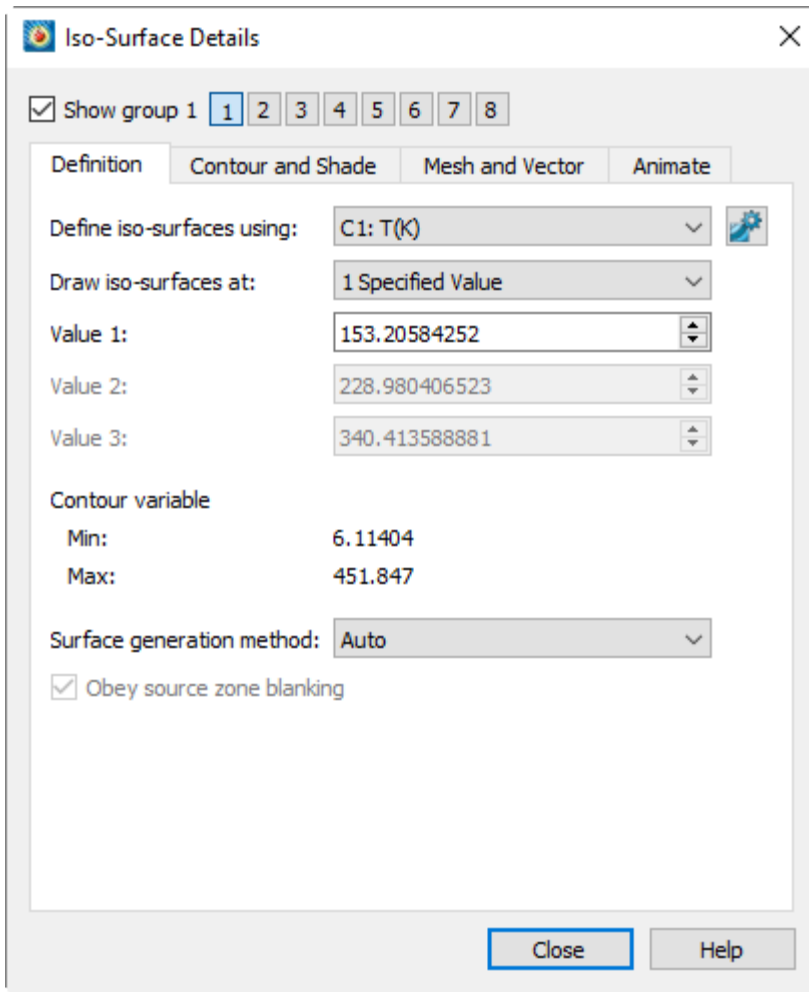 Iso-Surface Details
Show group 1 1 2 3 4 5 6 7 8
Definition Contour and Shade Mesh and Vector Animate
Define iso-surfaces using: C1: T(K)
Draw iso-surfaces at: 1 Specified Value
Value 1: 153.20584252
Value 2: 228.980406523
Value 3: 340.413588881
Contour variable
Min: 6.11404
Max: 451.847
Surface generation method: Auto
Obey source zone blanking
Close Help